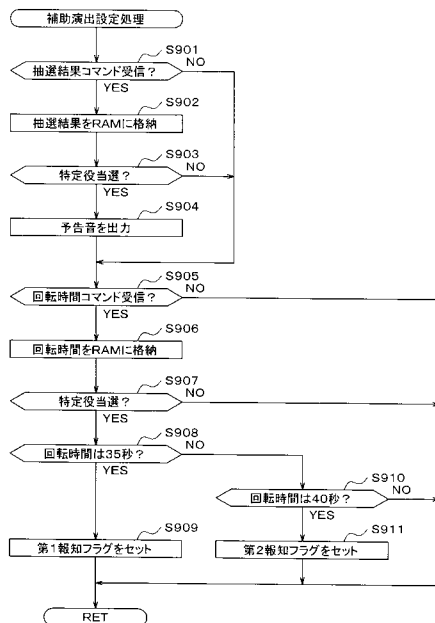 補助演出設定処理
S901
抽選結果コマンド受信？
NO
YES
S902
抽選結果をRAMに格納
S903
特定役当選？
NO
YES
S904
予告音を出力
S905
回転時間コマンド受信？
NO
YES
S906
回転時間をRAMに格納
S907
特定役当選？
NO
YES
S908
回転時間は35秒？
NO
YES
S910
回転時間は40秒？
NO
YES
S909
第1報知フラグをセット
S911
第2報知フラグをセット
RET